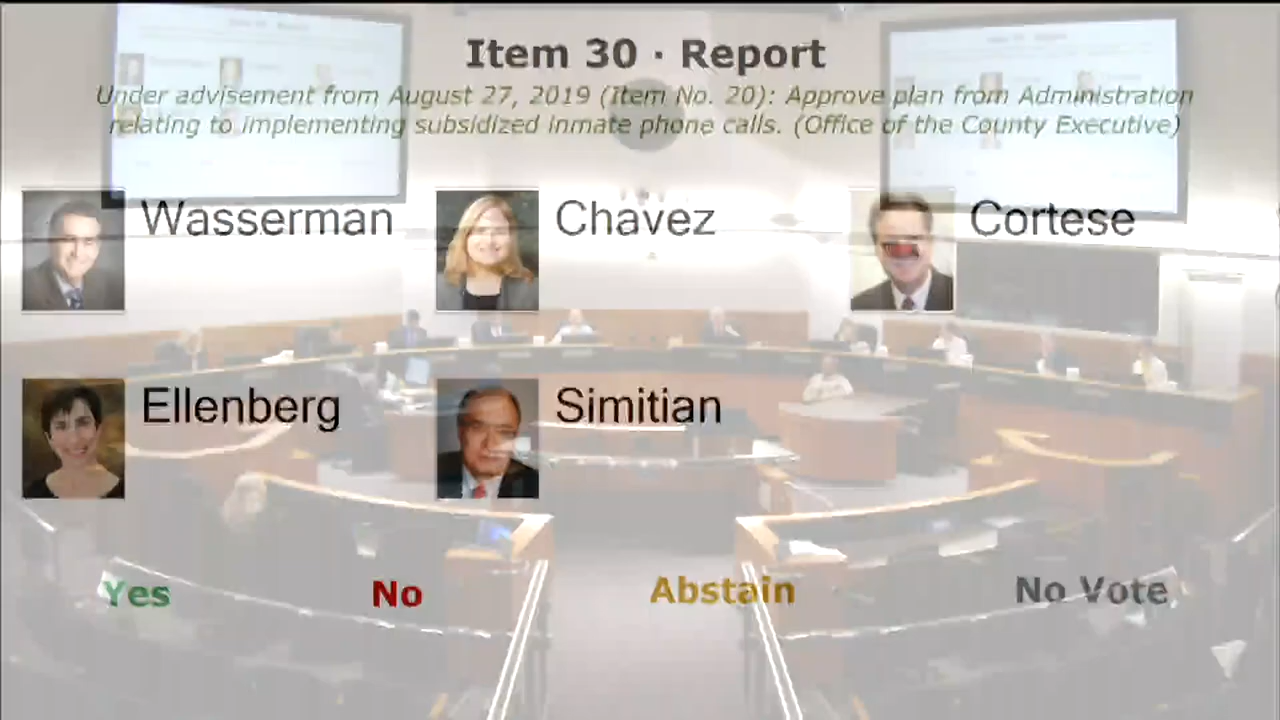 Item 30 · Report
Under advisement from August 27, 2019 (Item No. 20): Approve plan from Administration
relating to implementing subsidized inmate phone calls. (Office of the County Executive)
Wasserman
Chavez
Cortese
Ellenberg
Simitian
Yes
No
Abstain
No Vote